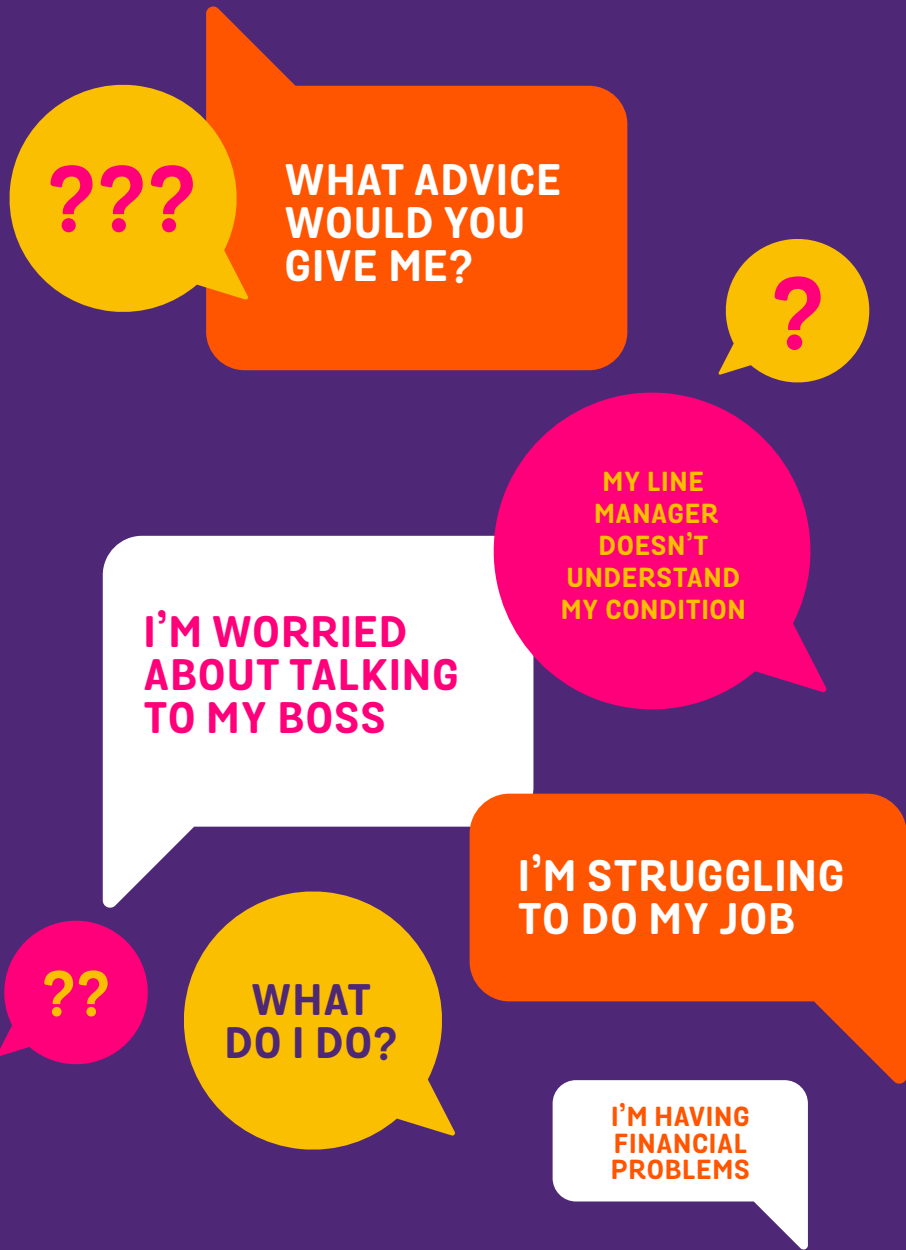 ???
WHAT ADVICE
WOULD YOU
GIVE ME?
?
MY LINE
MANAGER
DOESN'T
UNDERSTAND
MY CONDITION
I'M WORRIED
ABOUT TALKING
TO MY BOSS
I'M STRUGGLING
TO DO MY JOB
??
WHAT
DO I DO?
I'M HAVING
FINANCIAL
PROBLEMS